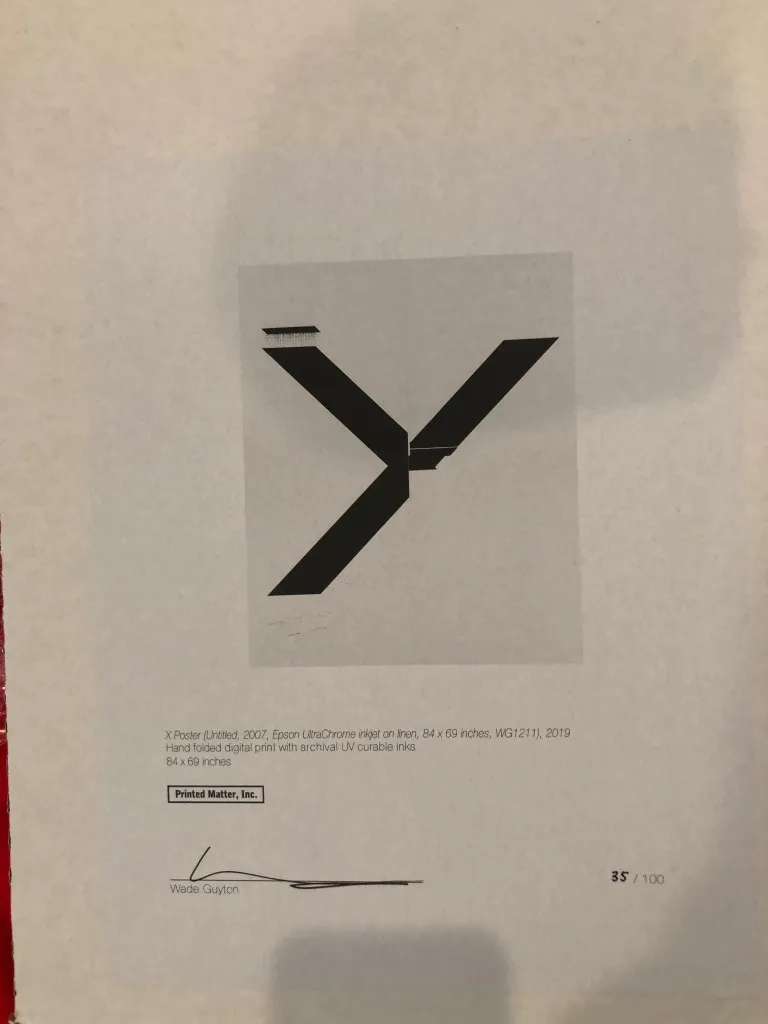 X Poster (Untitled, 2007, Epson UltraChrome inkjet on linen, 84 x 69 inches, WG1211), 2019
Hand folded digital print with archival UV curable inks
84 x 69 inches
Printed Matter, Inc.
Wade Guyton
35 / 100